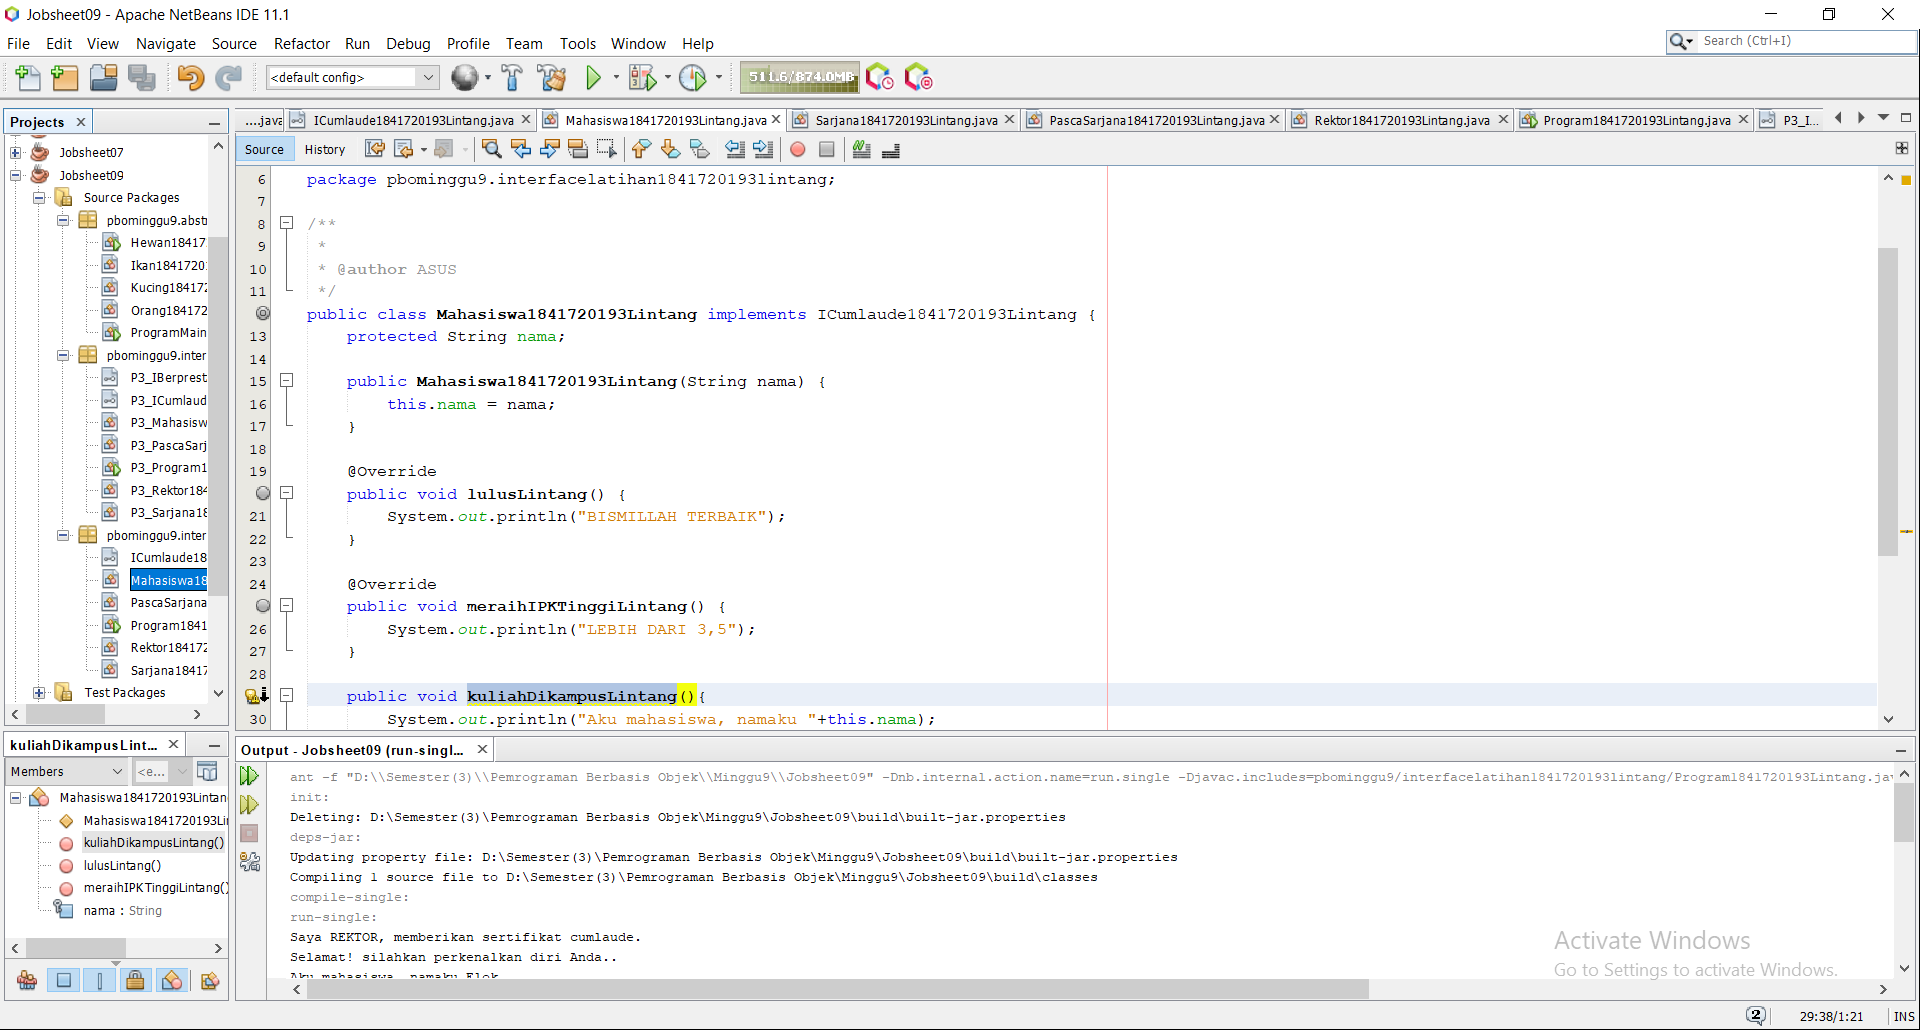 Jobsheet09 - Apache NetBeans IDE 11.1
File Edit View Navigate Source Refactor Run Debug Profile Team Tools Window Help
Search (Ctrl+I)
<default config>
511.6/874.0MB
Projects
....java ICumlaude1841720193Lintang.java Mahasiswa1841720193Lintang.java Sarjana1841720193Lintang.java PascaSarjana1841720193Lintang.java Rektor1841720193Lintang.java Program1841720193Lintang.java P3_I...
Source History
Jobsheet07
Jobsheet09
Source Packages
pbominggu9.abst
Hewan18417
Ikan1841720
Kucing184172
Orang184172
ProgramMain
pbominggu9.inter
P3_IBerprest
P3_ICumlaud
P3_Mahasisw
P3_PascaSarj
P3_Program1
P3_Rektor184
P3_Sarjana18
pbominggu9.inter
ICumlaude18
Mahasiswa18
PascaSarjana
Program1841
Rektor184172
Sarjana18417
Test Packages
6 package pbominggu9.interfacelatihan1841720193lintang;
7
8 /**
9 *
10 * @author ASUS
11 */
public class Mahasiswa1841720193Lintang implements ICumlaude1841720193Lintang {
13 protected String nama;
14
15 public Mahasiswa1841720193Lintang(String nama) {
16 this.nama = nama;
17 }
18
19 @Override
public void lulusLintang() {
21 System.out.println("BISMILLAH TERBAIK");
22 }
23
24 @Override
public void meraihIPKTinggiLintang() {
26 System.out.println("LEBIH DARI 3,5");
27 }
28
public void kuliahDikampusLintang(){
30 System.out.println("Aku mahasiswa, namaku "+this.nama);
kuliahDikampusLint...
Members <e...
Mahasiswa1841720193Lintan
Mahasiswa1841720193Li
kuliahDikampusLintang()
lulusLintang()
meraihIPKTinggiLintang()
nama : String
Output - Jobsheet09 (run-singl...
ant -f "D:\\Semester(3)\\Pemrograman Berbasis Objek\\Minggu9\\Jobsheet09" -Dnb.internal.action.name=run.single -Djavac.includes=pbominggu9/interfacelatihan1841720193lintang/Program1841720193Lintang.jav
init:
Deleting: D:\Semester(3)\Pemrograman Berbasis Objek\Minggu9\Jobsheet09\build\built-jar.properties
deps-jar:
Updating property file: D:\Semester(3)\Pemrograman Berbasis Objek\Minggu9\Jobsheet09\build\built-jar.properties
Compiling 1 source file to D:\Semester(3)\Pemrograman Berbasis Objek\Minggu9\Jobsheet09\build\classes
compile-single:
run-single:
Saya REKTOR, memberikan sertifikat cumlaude.
Selamat! silahkan perkenalkan diri Anda..
Aku mahasiswa, namaku Elok
Activate Windows
Go to Settings to activate Windows.
2 29:38/1:21 INS